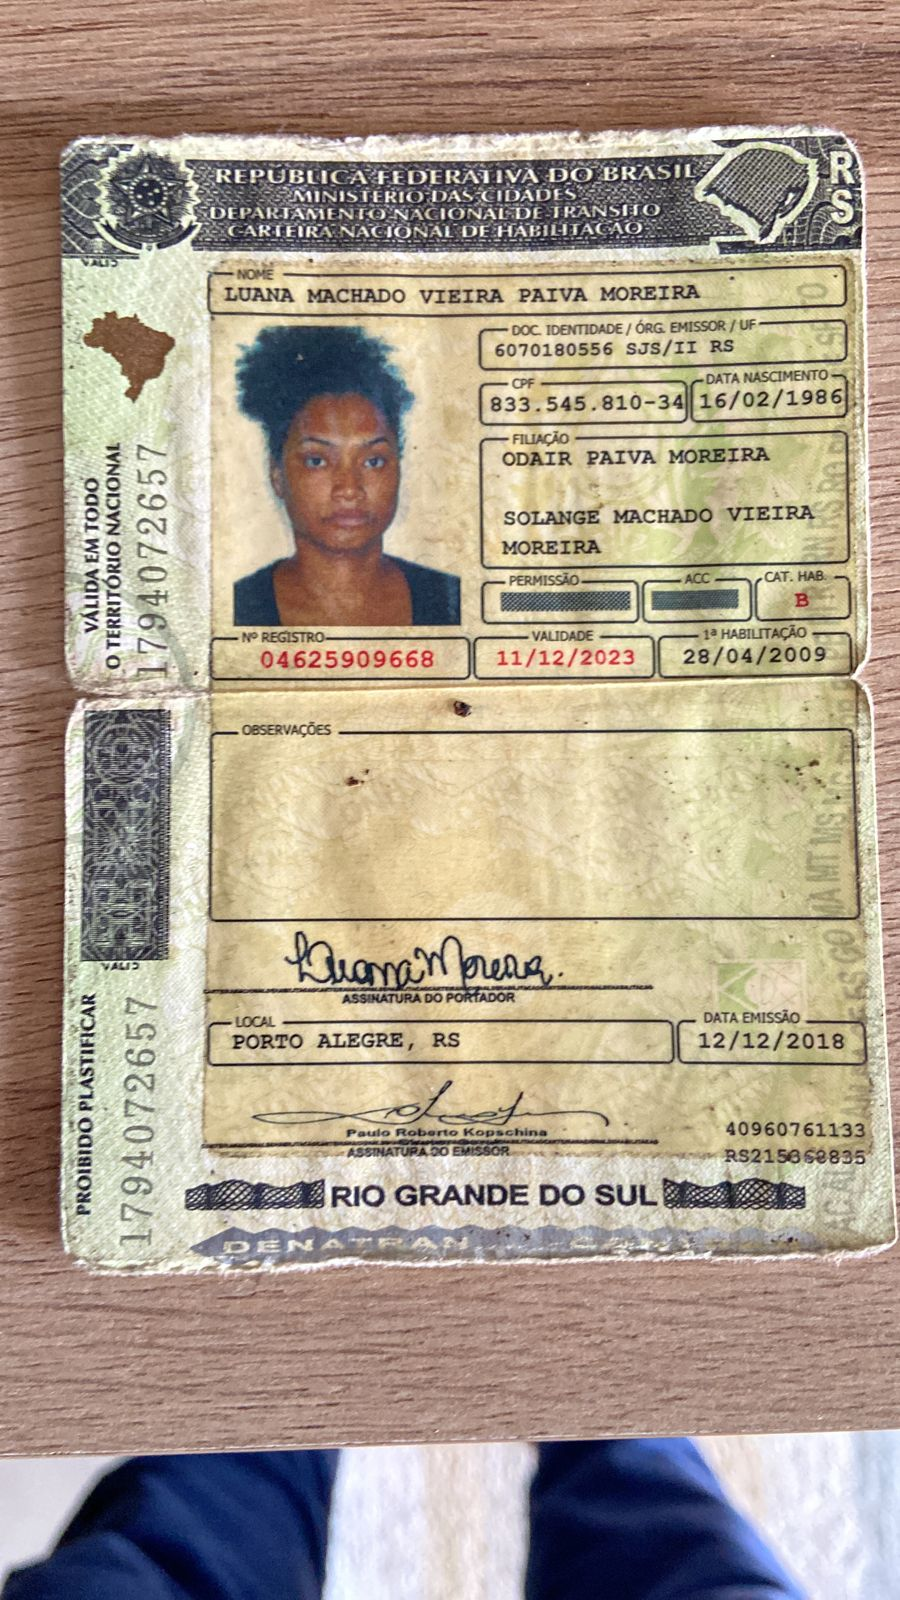 REPÚBLICA FEDERATIVA DO BRASIL
MINISTÉRIO DAS CIDADES
DEPARTAMENTO NACIONAL DE TRÂNSITO
CARTEIRA NACIONAL DE HABILITAÇÃO
RS
VÁLIDA EM TODO
O TERRITÓRIO NACIONAL
1794072657
NOME
LUANA MACHADO VIEIRA PAIVA MOREIRA
DOC. IDENTIDADE / ÓRG. EMISSOR / UF
6070180556 SJS/II RS
CPF
833.545.810-34
DATA NASCIMENTO
16/02/1986
FILIAÇÃO
ODAIR PAIVA MOREIRA
SOLANGE MACHADO VIEIRA
MOREIRA
PERMISSÃO
ACC
CAT. HAB.
B
Nº REGISTRO
04625909668
VALIDADE
11/12/2023
1ª HABILITAÇÃO
28/04/2009
OBSERVAÇÕES
Luana Moreira.
ASSINATURA DO PORTADOR
LOCAL
PORTO ALEGRE, RS
DATA EMISSÃO
12/12/2018
Paulo Roberto Kopschina
ASSINATURA DO EMISSOR
40960761133
PROIBIDO PLASTIFICAR
1794072657
RIO GRANDE DO SUL
DENATRAN